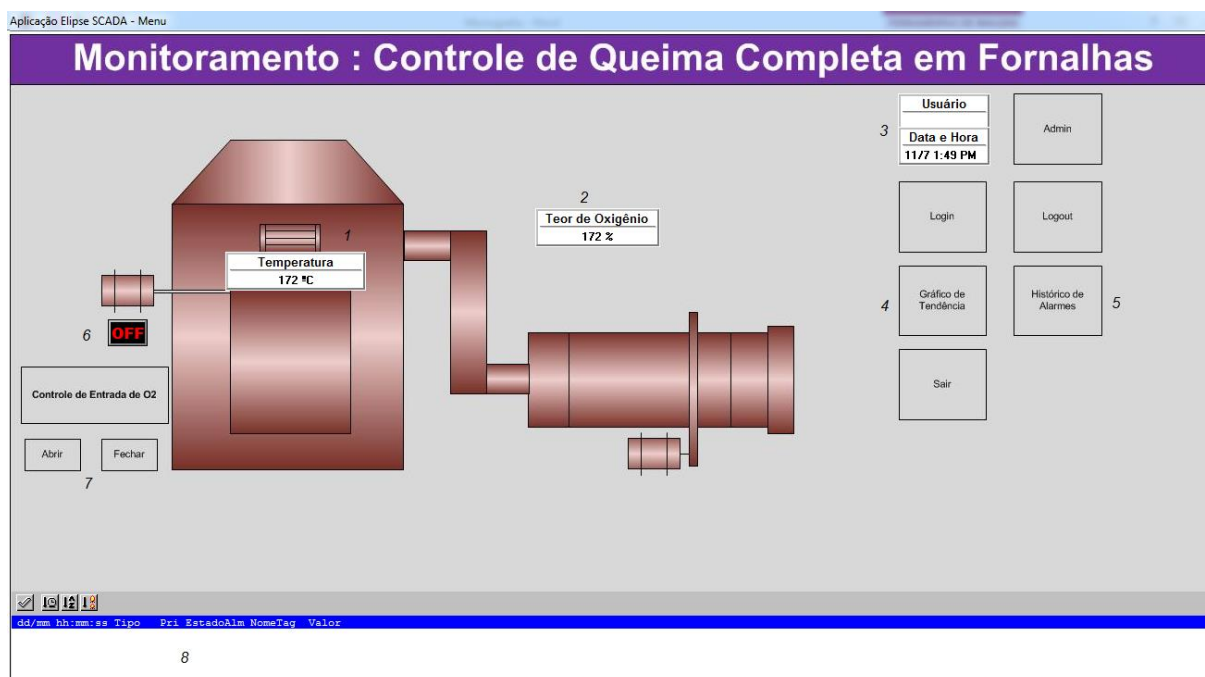 Aplicação Elipse SCADA - Menu
Monitoramento : Controle de Queima Completa em Fornalhas
Usuário
3
Data e Hora
11/7 1:49 PM
Admin
2
Teor de Oxigênio
172 %
Login
Logout
1
Temperatura
172 ºC
4
Gráfico de
Tendência
Histórico de
Alarmes
5
6
OFF
Controle de Entrada de O2
Sair
Abrir
Fechar
7
dd/mm hh:mm:ss Tipo Pri EstadoAlm NomeTag Valor
8